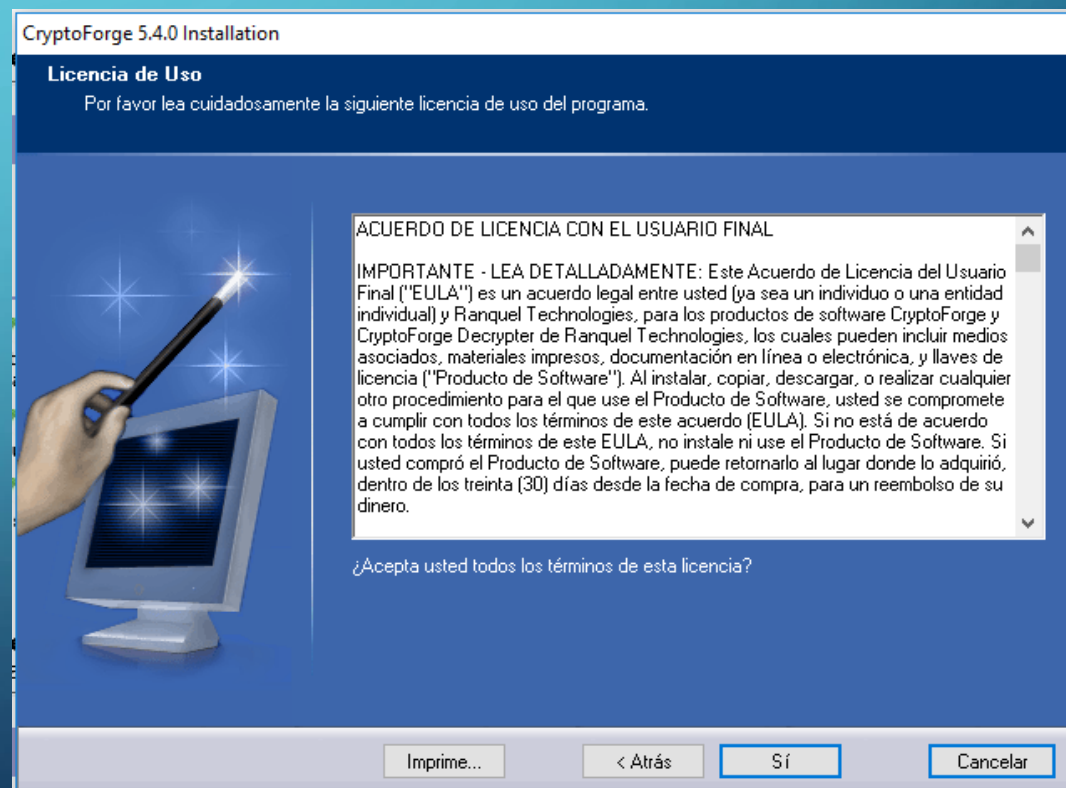 CryptoForge 5.4.0 Installation
Licencia de Uso
Por favor lea cuidadosamente la siguiente licencia de uso del programa.
ACUERDO DE LICENCIA CON EL USUARIO FINAL
IMPORTANTE - LEA DETALLADAMENTE: Este Acuerdo de Licencia del Usuario
Final ("EULA") es un acuerdo legal entre usted (ya sea un individuo o una entidad
individual) y Ranquel Technologies, para los productos de software CryptoForge y
CryptoForge Decrypter de Ranquel Technologies, los cuales pueden incluir medios
asociados, materiales impresos, documentación en línea o electrónica, y llaves de
licencia ("Producto de Software"). Al instalar, copiar, descargar, o realizar cualquier
otro procedimiento para el que use el Producto de Software, usted se compromete
a cumplir con todos los términos de este acuerdo (EULA). Si no está de acuerdo
con todos los términos de este EULA, no instale ni use el Producto de Software. Si
usted compró el Producto de Software, puede retornarlo al lugar donde lo adquirió,
dentro de los treinta (30) días desde la fecha de compra, para un reembolso de su
dinero.
¿Acepta usted todos los términos de esta licencia?
Imprime...
< Atrás
Sí
Cancelar